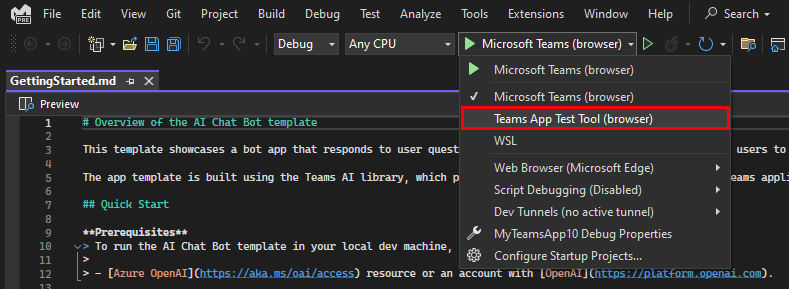 File Edit View Git Project Build Debug Test Analyze Tools Extensions Window Help Search
PRE
Debug Any CPU Microsoft Teams (browser)
GettingStarted.md
Microsoft Teams (browser)
Preview
Microsoft Teams (browser)
Teams App Test Tool (browser)
WSL
Web Browser (Microsoft Edge)
Script Debugging (Disabled)
Dev Tunnels (no active tunnel)
MyTeamsApp10 Debug Properties
Configure Startup Projects...
1 # Overview of the AI Chat Bot template
2
3 This template showcases a bot app that responds to user quest users to
4
5 The app template is built using the Teams AI library, which p eams appli
6
7 ## Quick Start
8
9 **Prerequisites**
10 > To run the AI Chat Bot template in your local dev machine,
11 >
12 > - [Azure OpenAI](https://aka.ms/oai/access) resource or an account with [OpenAI](https://platform.openai.com).